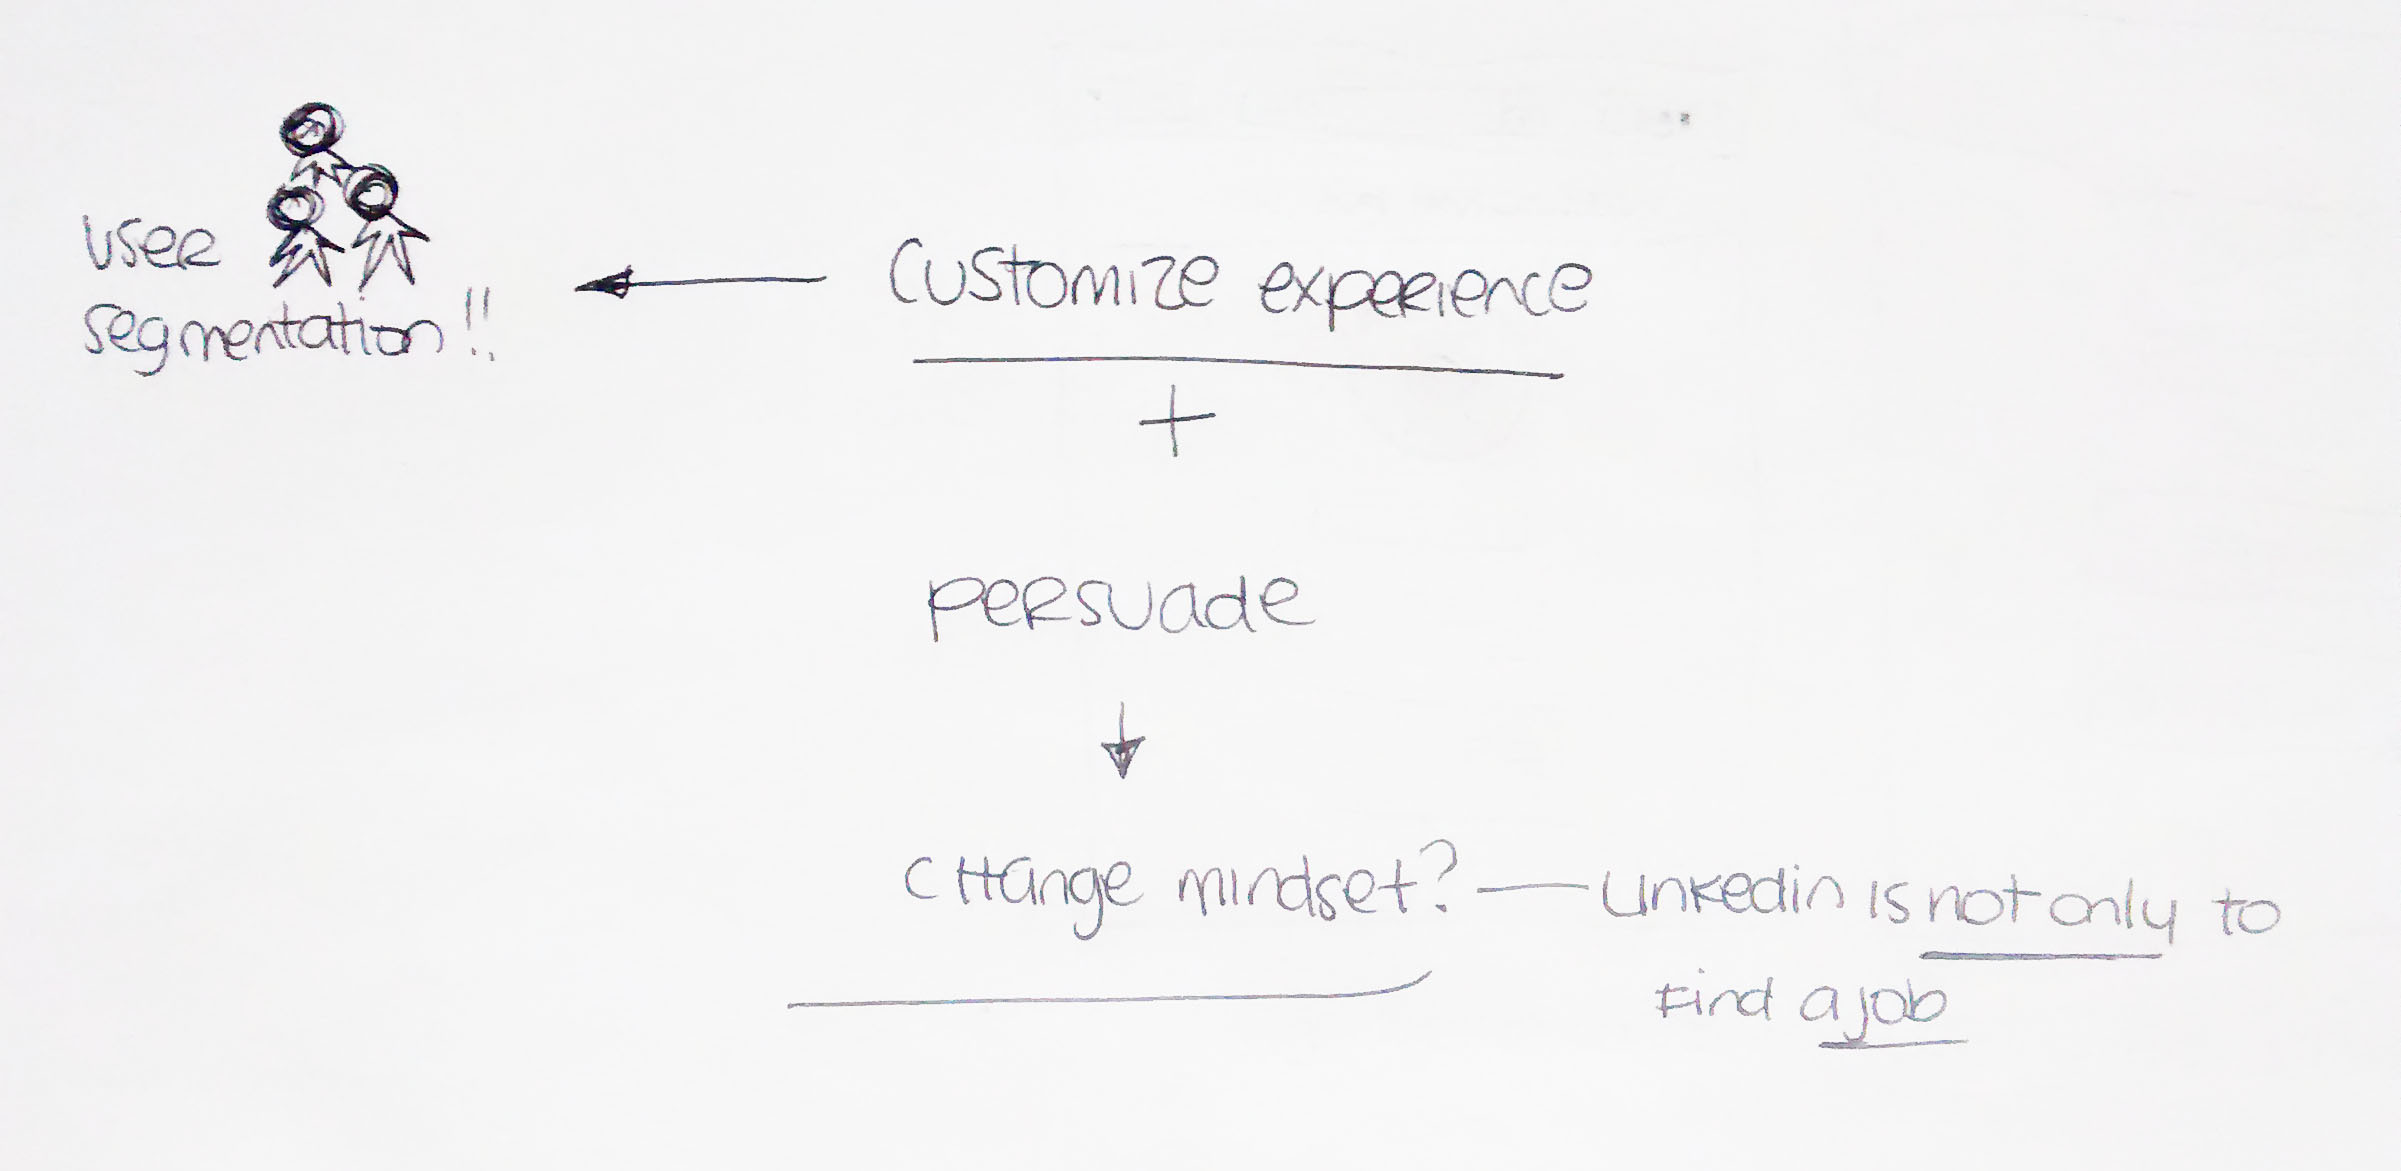 user
segmentation!!
customize experience
+
persuade
change mindset? — Linkedin is not only to
find a job